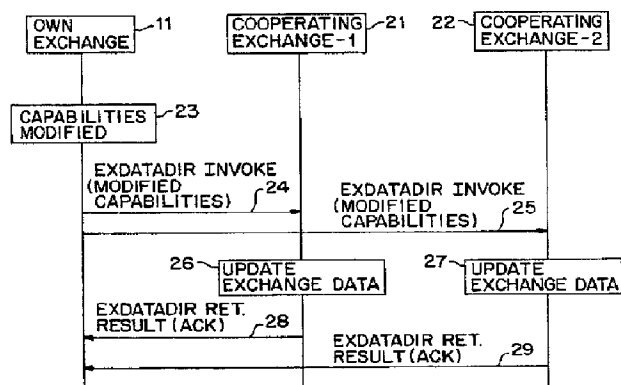 OWN
EXCHANGE
11
COOPERATING
EXCHANGE-1
21
22
COOPERATING
EXCHANGE-2
CAPABILITIES
MODIFIED
23
EXDATADIR INVOKE
(MODIFIED
CAPABILITIES)
24
EXDATADIR INVOKE
(MODIFIED
CAPABILITIES)
25
26
UPDATE
EXCHANGE DATA
27
UPDATE
EXCHANGE DATA
EXDATADIR RET.
RESULT (ACK)
28
EXDATADIR RET.
RESULT (ACK)
29